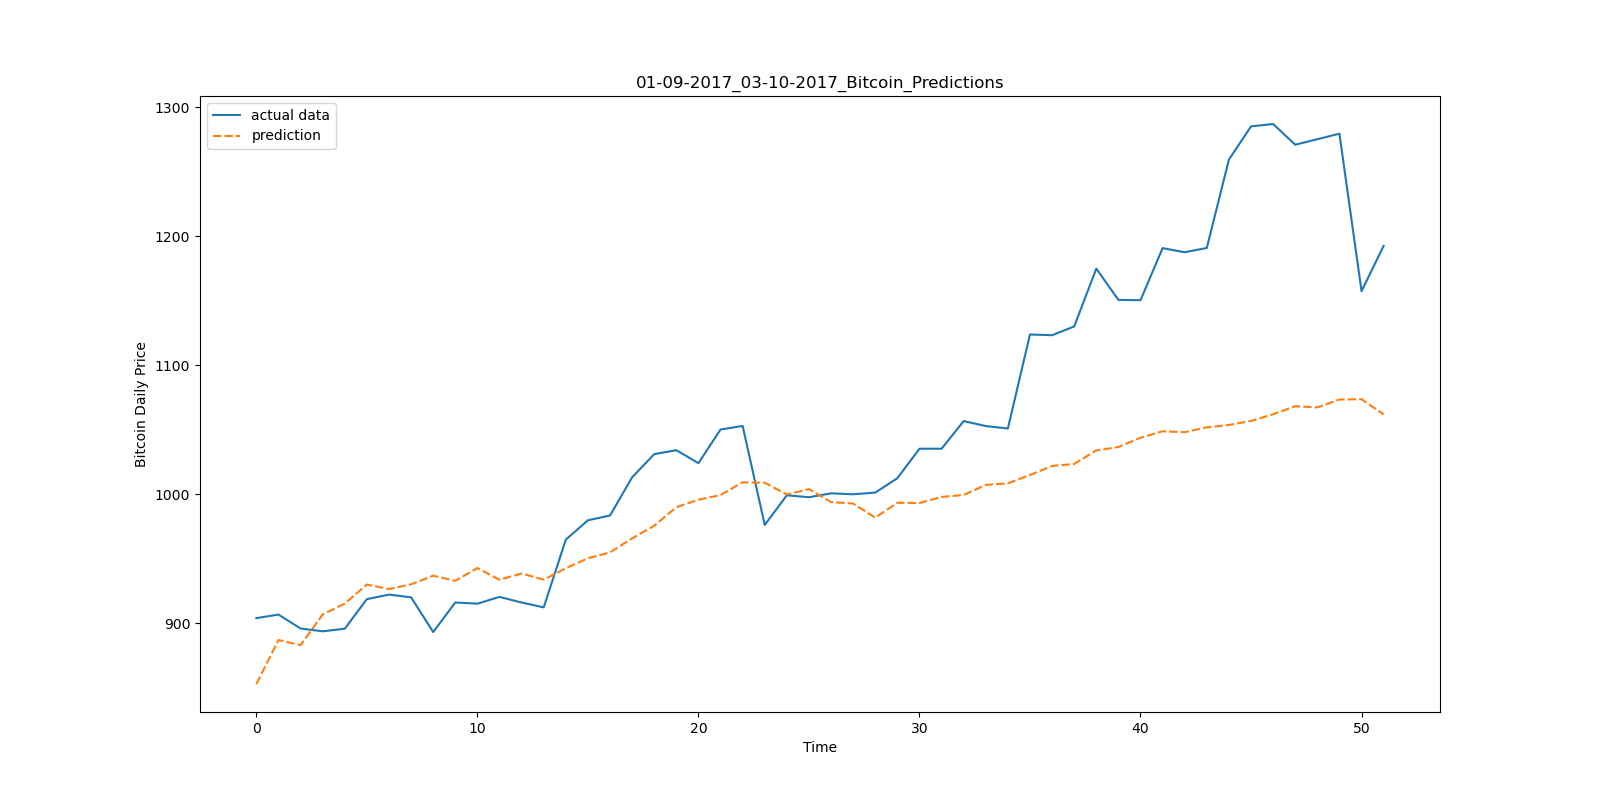 01-09-2017_03-10-2017_Bitcoin_Predictions
actual data
prediction
1300
1200
1100
1000
900
Bitcoin Daily Price
0 10 20 30 40 50
Time